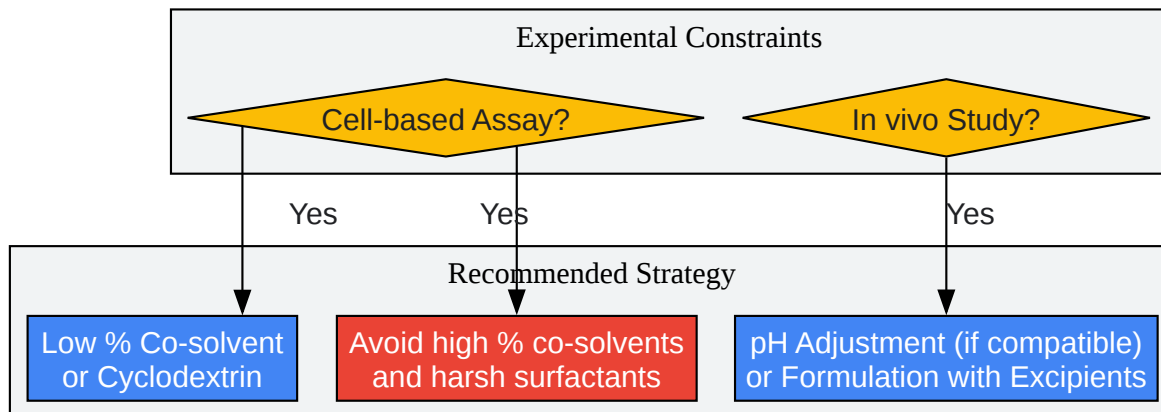 Experimental Constraints
Cell-based Assay?
In vivo Study?
Yes
Yes
Yes
Recommended Strategy
Low % Co-solvent
or Cyclodextrin
Avoid high % co-solvents
and harsh surfactants
pH Adjustment (if compatible)
or Formulation with Excipients